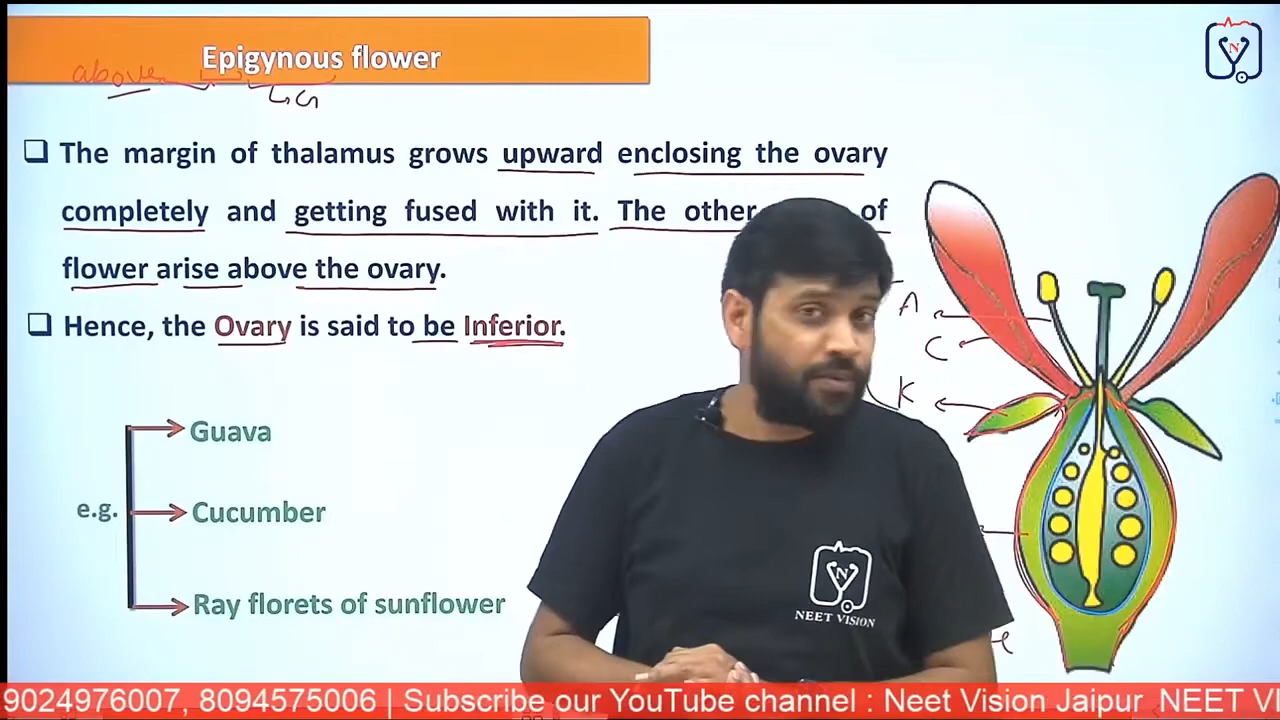 Epigynous flower
above
G
The margin of thalamus grows upward enclosing the ovary
completely and getting fused with it. The other of
flower arise above the ovary.
Hence, the Ovary is said to be Inferior.
A
C
K
Guava
e.g.
Cucumber
Ray florets of sunflower
N
NEET VISION
N
9024976007, 8094575006 | Subscribe our YouTube channel : Neet Vision Jaipur NEET VI